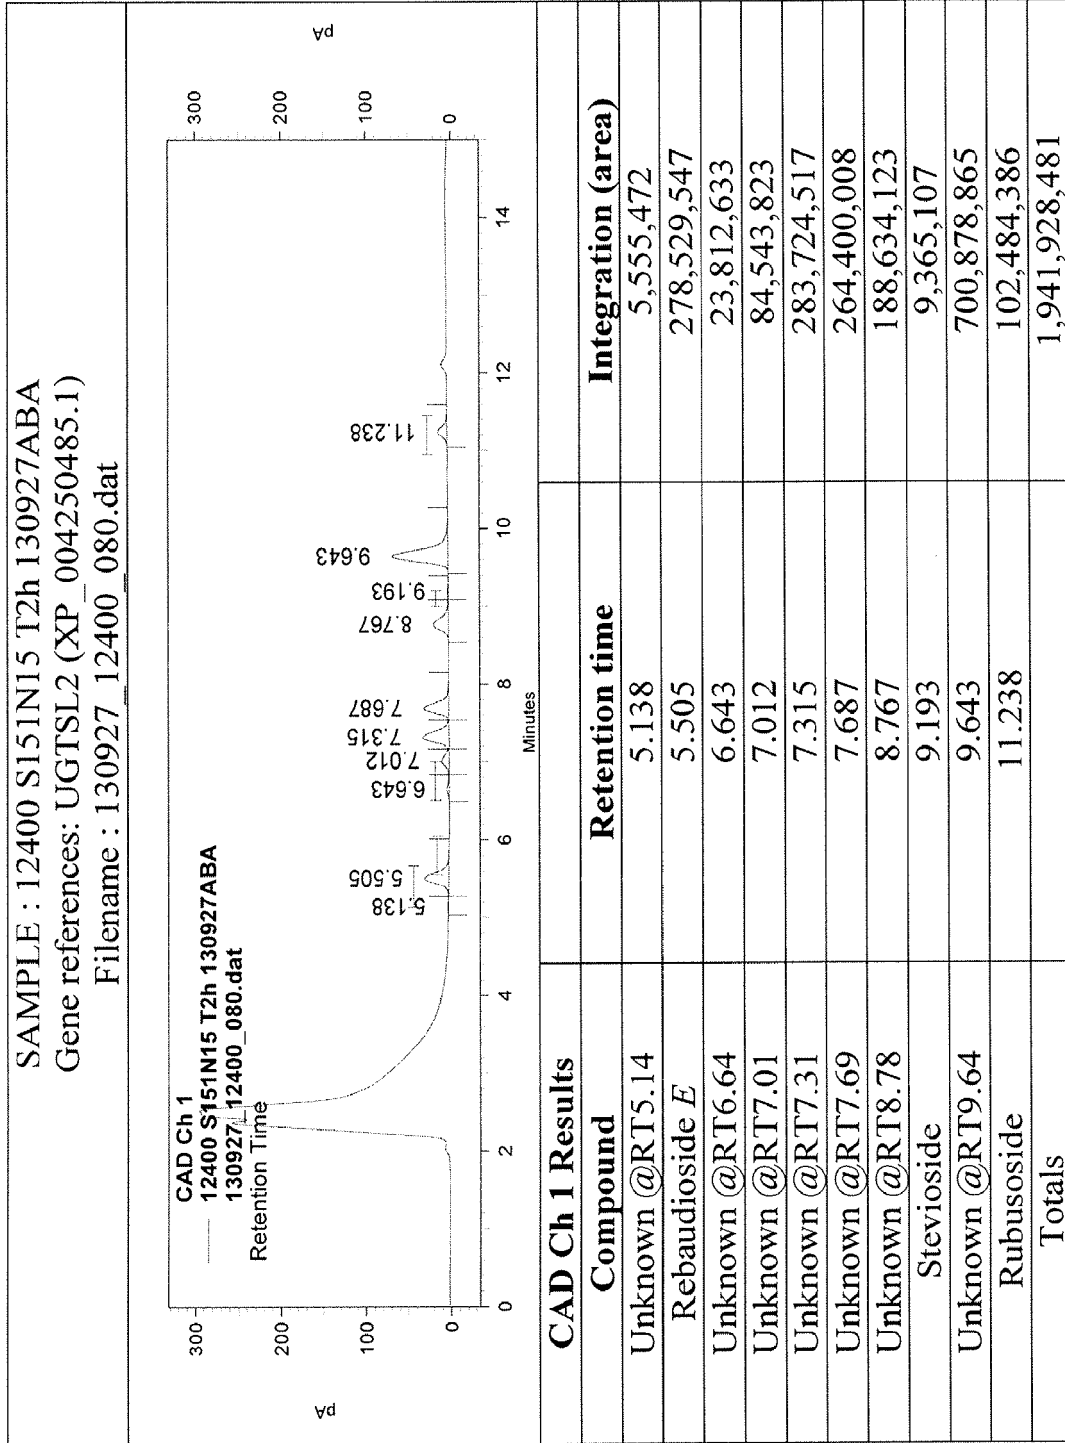 SAMPLE : 12400 S151N15 T2h 130927ABA
Gene references: UGTSL2 (XP_004250485.1)
Filename : 130927_12400_080.dat
CAD Ch 1
12400 S151N15 T2h 130927ABA
130927_12400_080.dat
Retention Time
pA
300
200
100
0
pA
300
200
100
0
5.138
5.505
6.643
7.012
7.315
7.687
8.767
9.193
9.643
11.238
0 2 4 6 8 10 12 14
Minutes
CAD Ch 1 Results
Compound Retention time Integration (area)
Unknown @RT5.14 5.138 5,555,472
Rebaudioside E 5.505 278,529,547
Unknown @RT6.64 6.643 23,812,633
Unknown @RT7.01 7.012 84,543,823
Unknown @RT7.31 7.315 283,724,517
Unknown @RT7.69 7.687 264,400,008
Unknown @RT8.78 8.767 188,634,123
Stevioside 9.193 9,365,107
Unknown @RT9.64 9.643 700,878,865
Rubusoside 11.238 102,484,386
Totals 1,941,928,481